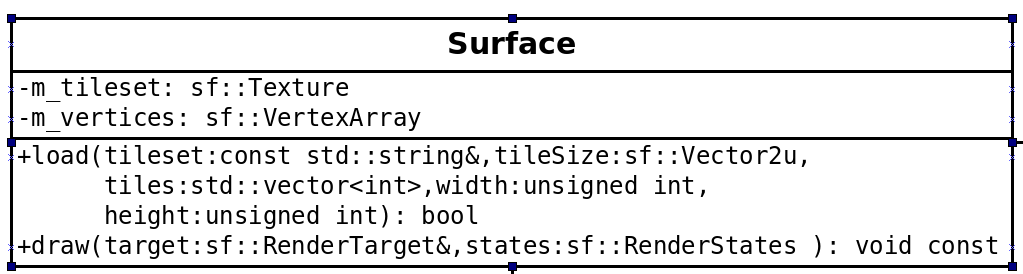 Surface
-m_tileset: sf::Texture
-m_vertices: sf::VertexArray
+load(tileset:const std::string&,tileSize:sf::Vector2u,
tiles:std::vector<int>,width:unsigned int,
height:unsigned int): bool
+draw(target:sf::RenderTarget&,states:sf::RenderStates ): void const